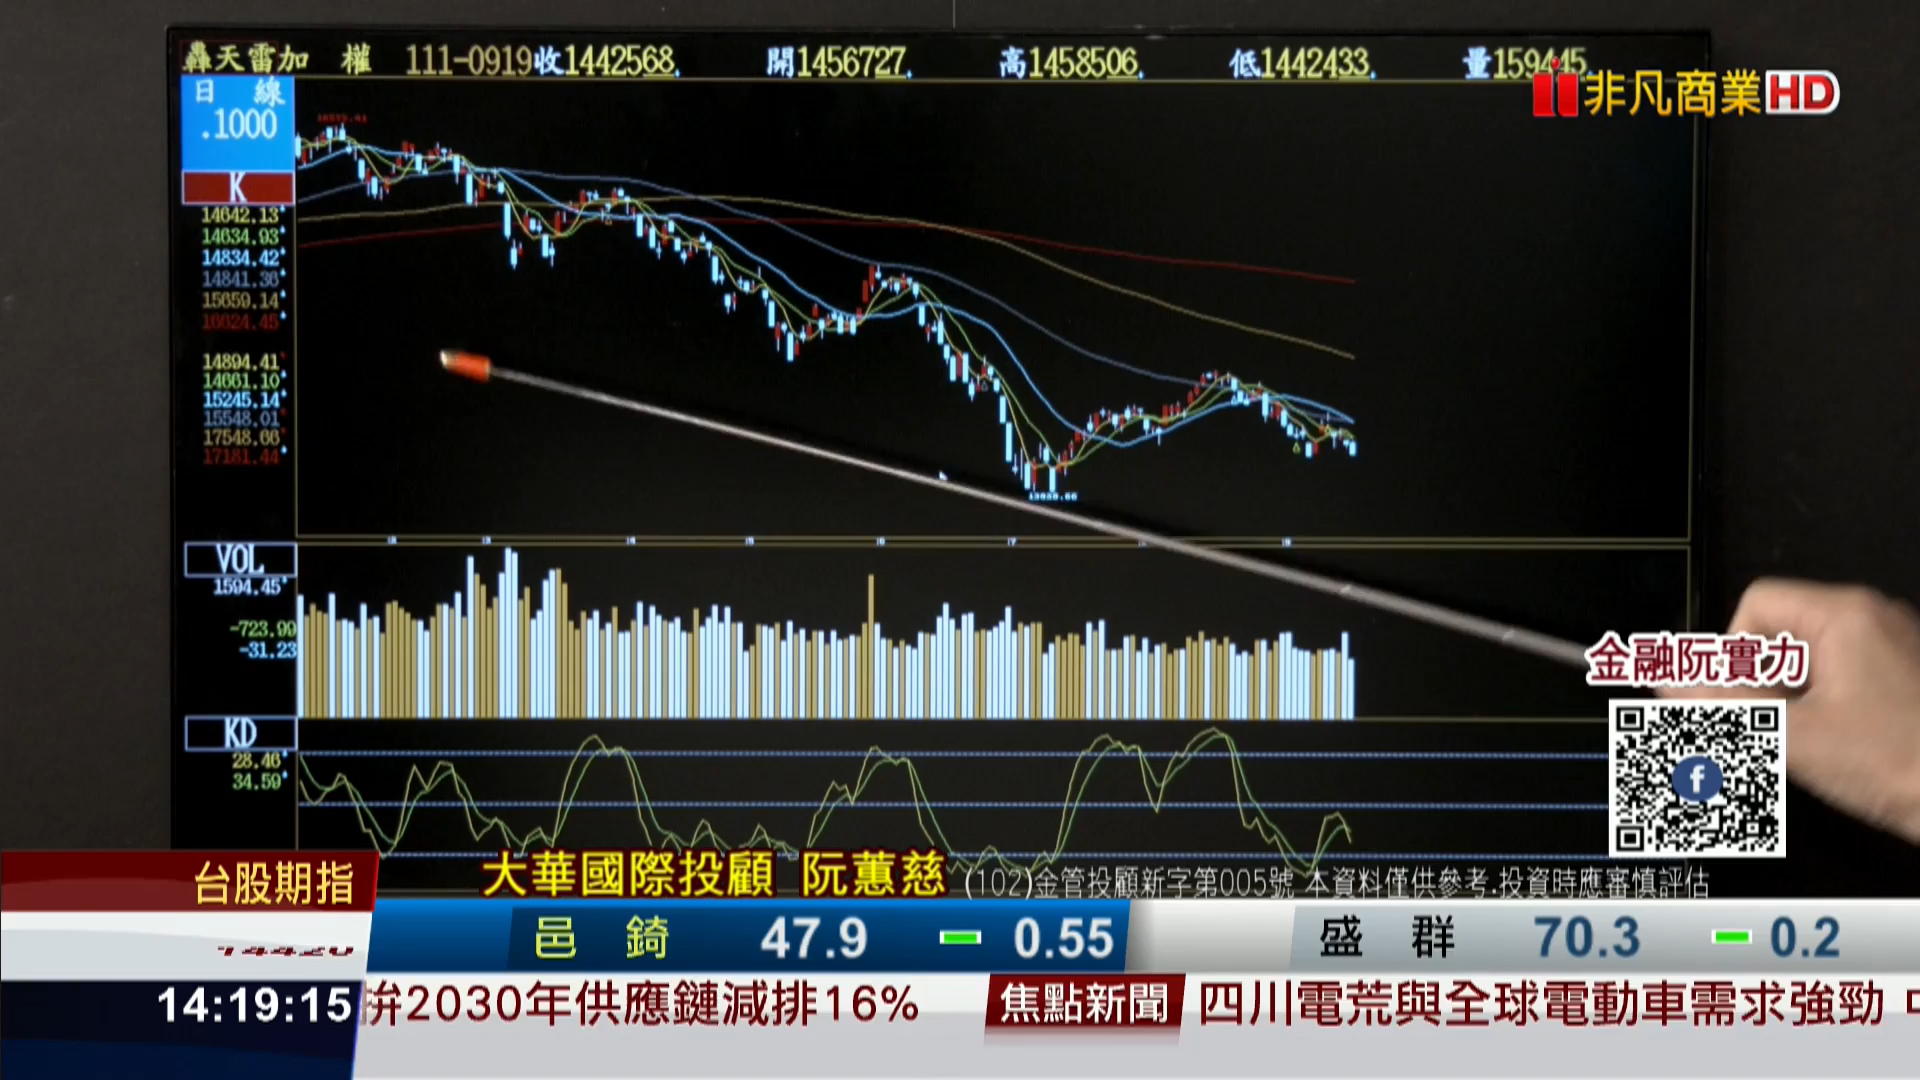 轟天雷加 權 111-0919收1442568. 開1456727. 高1458506. 低1442433. 量159445.
非凡商業HD
日 線
.1000
K
14642.13
14634.93
14834.42
14841.36
15659.14
16624.45
14894.41
14661.10
15245.14
15548.01
17548.66
17181.44
VOL
1594.45
-723.99
-31.23
KD
28.46
34.59
金融阮實力
f
台股期指
大華國際投顧 阮蕙慈 (102)金管投顧新字第005號 本資料僅供參考.投資時應審慎評估
邑 錡 47.9 0.55 盛 群 70.3 0.2
14:19:15
拚2030年供應鏈減排16% 焦點新聞 四川電荒與全球電動車需求強勁